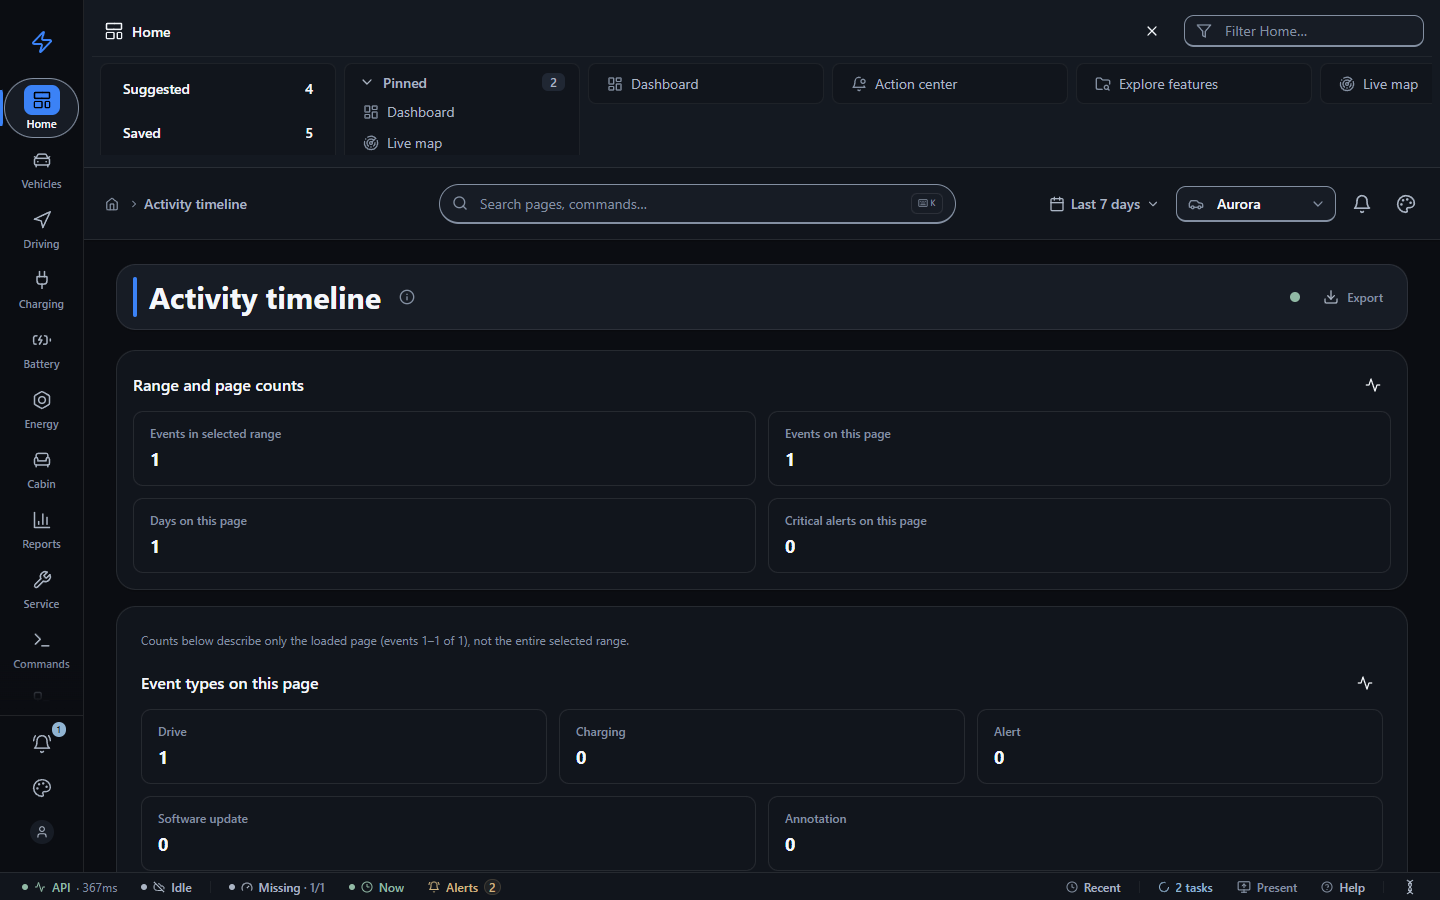 Home
Filter Home...
Suggested 4
Saved 5
Pinned 2
Dashboard
Live map
Dashboard
Action center
Explore features
Live map
Home
Vehicles
Driving
Charging
Battery
Energy
Cabin
Reports
Service
Commands
1
Activity timeline
Search pages, commands...
K
Last 7 days
Aurora
Activity timeline
Export
Range and page counts
Events in selected range
1
Events on this page
1
Days on this page
1
Critical alerts on this page
0
Counts below describe only the loaded page (events 1–1 of 1), not the entire selected range.
Event types on this page
Drive
1
Charging
0
Alert
0
Software update
0
Annotation
0
API · 367ms
Idle
Missing · 1/1
Now
Alerts 2
Recent
2 tasks
Present
Help